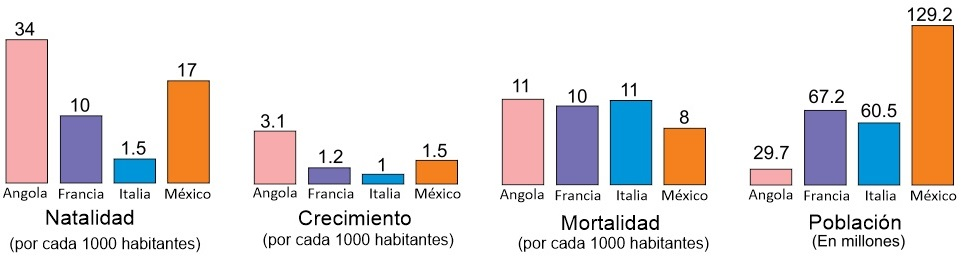 34
10
1.5
17
Angola Francia Italia México
Natalidad
(por cada 1000 habitantes)
3.1
1.2
1
1.5
Angola Francia Italia México
Crecimiento
(por cada 1000 habitantes)
11
10
11
8
Angola Francia Italia México
Mortalidad
(por cada 1000 habitantes)
29.7
67.2
60.5
129.2
Angola Francia Italia México
Población
(En millones)